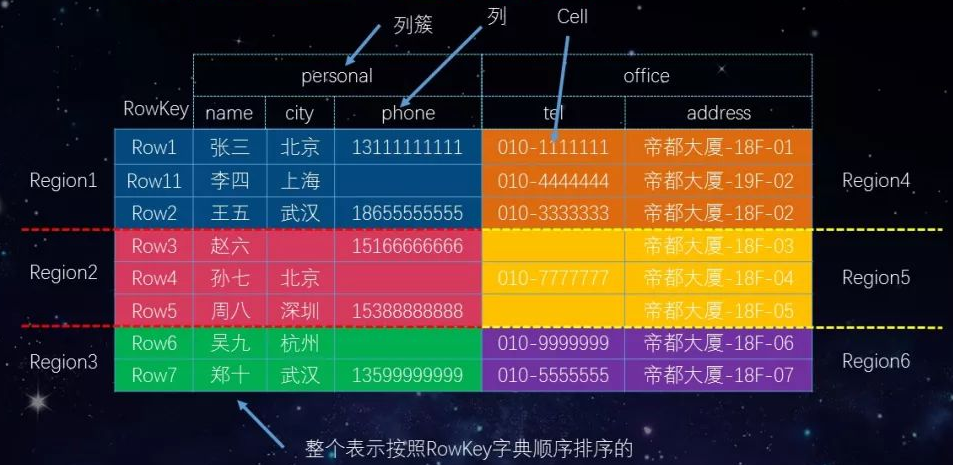 列簇 列 Cell
personal office
RowKey name city phone tel address
Row1 张三 北京 13111111111 010-1111111 帝都大厦-18F-01
Region1 Row11 李四 上海 010-4444444 帝都大厦-19F-02 Region4
Row2 王五 武汉 18655555555 010-3333333 帝都大厦-18F-02
Row3 赵六 15166666666 帝都大厦-18F-03
Region2 Row4 孙七 北京 010-7777777 帝都大厦-18F-04 Region5
Row5 周八 深圳 15388888888 帝都大厦-18F-05
Region3 Row6 吴九 杭州 010-9999999 帝都大厦-18F-06 Region6
Row7 郑十 武汉 13599999999 010-5555555 帝都大厦-18F-07
整个表示按照RowKey字典顺序排序的